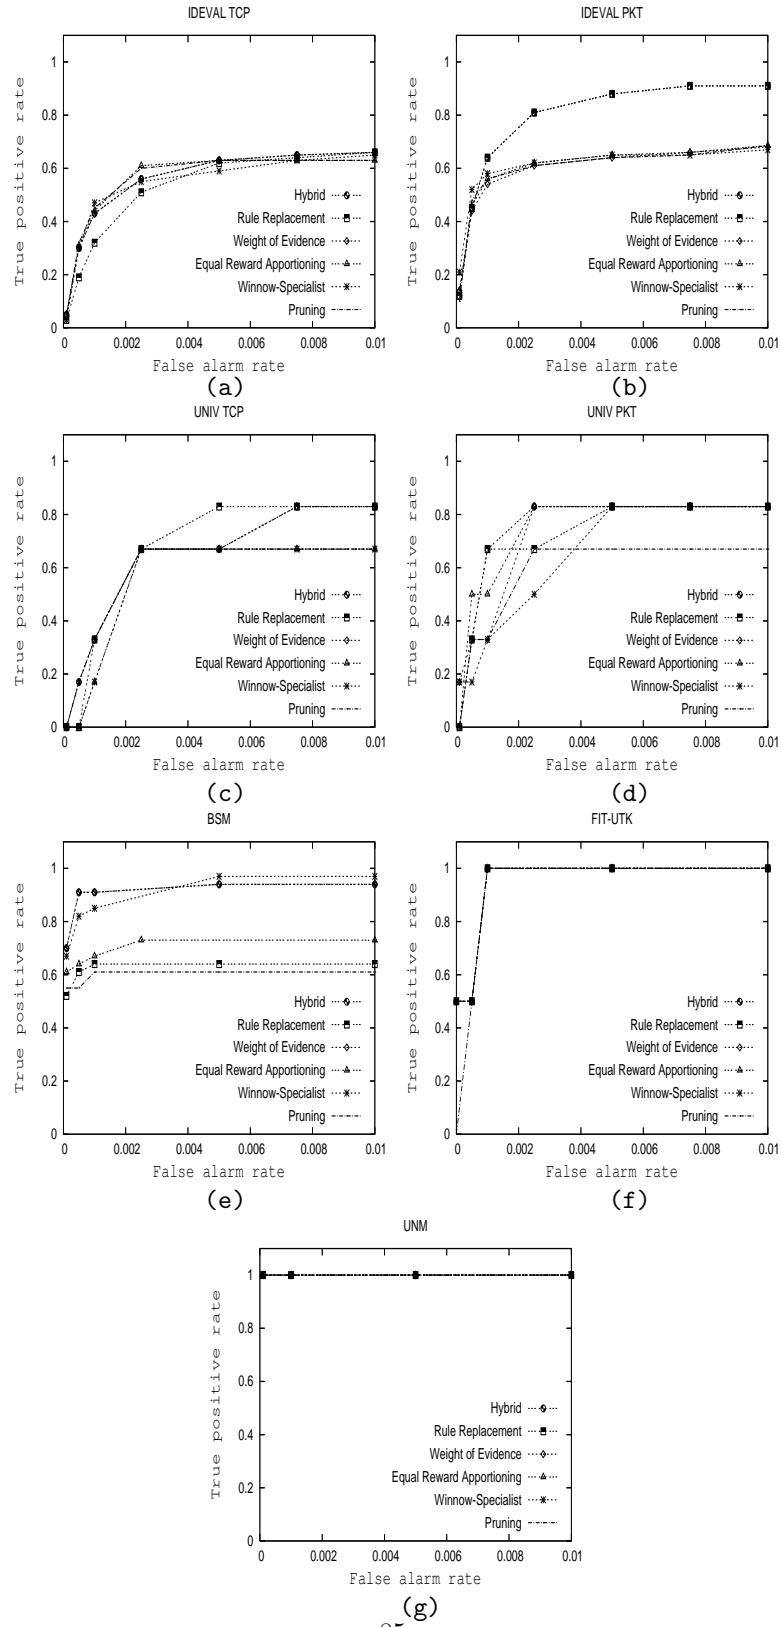 IDEVAL TCP
True positive rate
1
0.8
0.6
0.4
0.2
0
Hybrid
Rule Replacement
Weight of Evidence
Equal Reward Apportioning
Winnow-Specialist
Pruning
0 0.002 0.004 0.006 0.008 0.01
False alarm rate
(a)
IDEVAL PKT
True positive rate
1
0.8
0.6
0.4
0.2
0
Hybrid
Rule Replacement
Weight of Evidence
Equal Reward Apportioning
Winnow-Specialist
Pruning
0 0.002 0.004 0.006 0.008 0.01
False alarm rate
(b)
UNIV TCP
True positive rate
1
0.8
0.6
0.4
0.2
0
Hybrid
Rule Replacement
Weight of Evidence
Equal Reward Apportioning
Winnow-Specialist
Pruning
0 0.002 0.004 0.006 0.008 0.01
False alarm rate
(c)
UNIV PKT
True positive rate
1
0.8
0.6
0.4
0.2
0
Hybrid
Rule Replacement
Weight of Evidence
Equal Reward Apportioning
Winnow-Specialist
Pruning
0 0.002 0.004 0.006 0.008 0.01
False alarm rate
(d)
BSM
True positive rate
1
0.8
0.6
0.4
0.2
0
Hybrid
Rule Replacement
Weight of Evidence
Equal Reward Apportioning
Winnow-Specialist
Pruning
0 0.002 0.004 0.006 0.008 0.01
False alarm rate
(e)
FIT-UTK
True positive rate
1
0.8
0.6
0.4
0.2
0
Hybrid
Rule Replacement
Weight of Evidence
Equal Reward Apportioning
Winnow-Specialist
Pruning
0 0.002 0.004 0.006 0.008 0.01
False alarm rate
(f)
UNM
True positive rate
1
0.8
0.6
0.4
0.2
0
Hybrid
Rule Replacement
Weight of Evidence
Equal Reward Apportioning
Winnow-Specialist
Pruning
0 0.002 0.004 0.006 0.008 0.01
False alarm rate
(g)